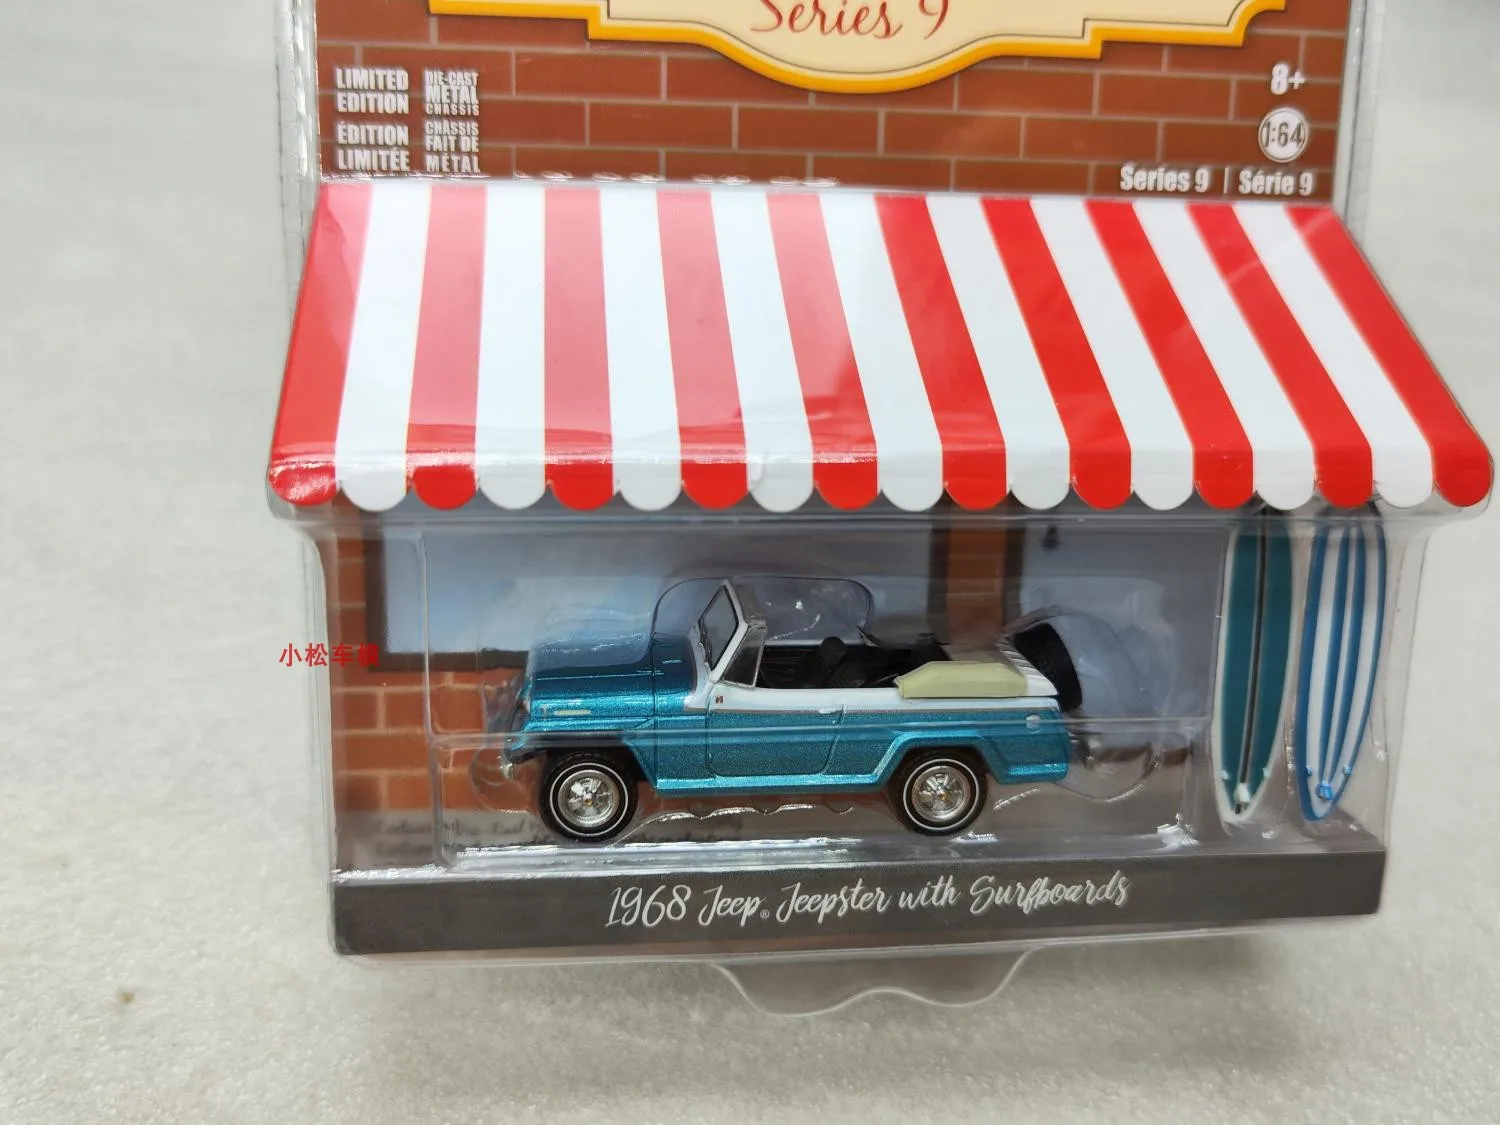 Series 9
LIMITED
EDITION
ÉDITION
LIMITÉE
DIE-CAST
METAL
CHASSIS
CHÂSSIS
FAIT DE
MÉTAL
8+
1:64
Series 9 | Série 9
小松车模
1968 Jeep® Jeepster with Surfboards